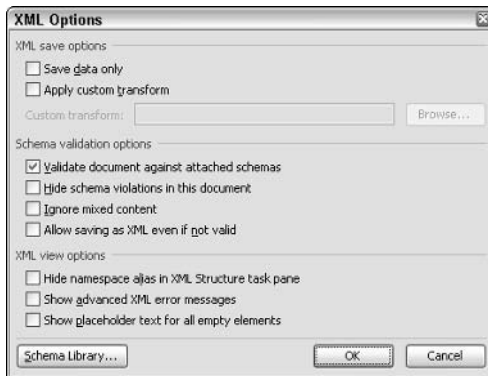 XML Options
XML save options
Save data only
Apply custom transform
Custom transform:
Browse...
Schema validation options
Validate document against attached schemas
Hide schema violations in this document
Ignore mixed content
Allow saving as XML even if not valid
XML view options
Hide namespace alias in XML Structure task pane
Show advanced XML error messages
Show placeholder text for all empty elements
Schema Library... OK Cancel